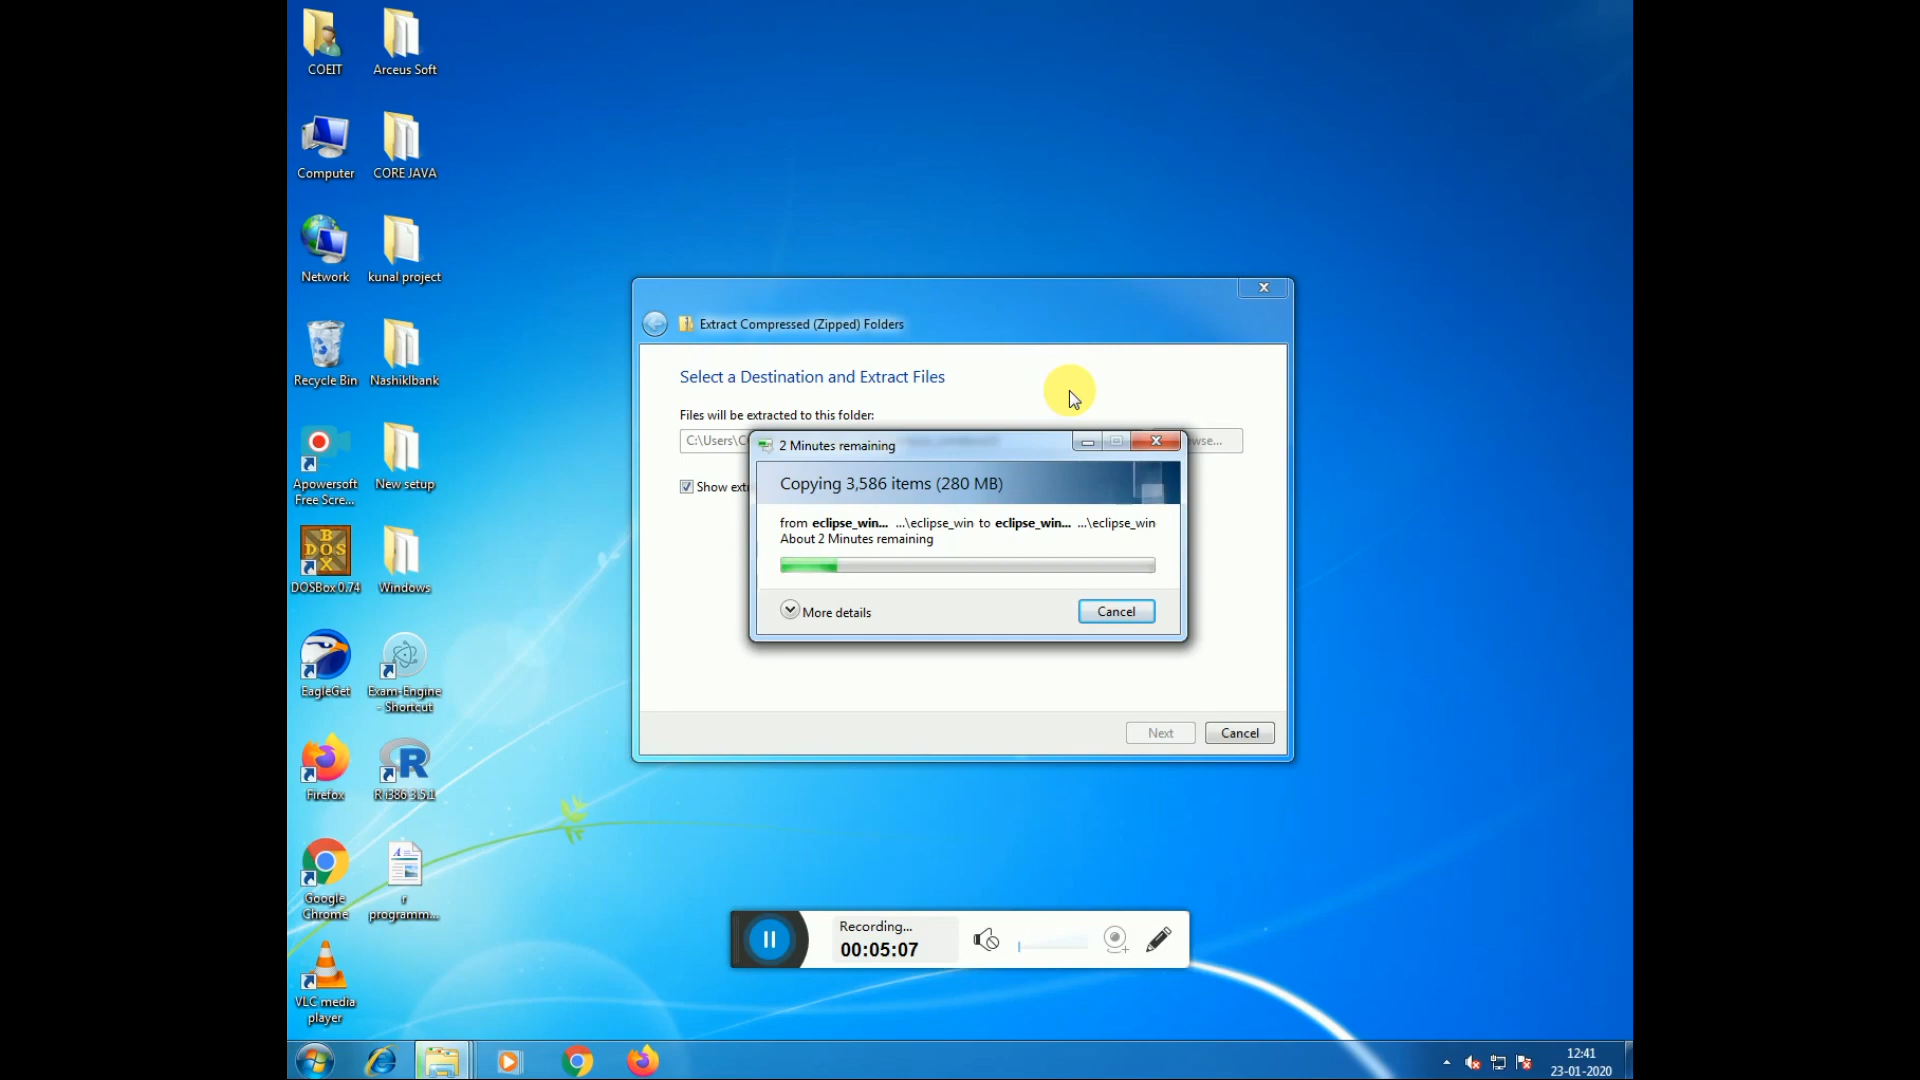 COEIT
Arceus Soft
Computer
CORE JAVA
Network
kunal project
Recycle Bin
NashikIbank
Apowersoft
Free Scre...
New setup
DOSBox 0.74
Windows
EagleGet
Exam-Engine
- Shortcut
Firefox
R i386 3.5.1
Google
Chrome
r
programm...
VLC media
player
Extract Compressed (Zipped) Folders
Select a Destination and Extract Files
Files will be extracted to this folder:
C:\Users\C
wse...
Show extr
2 Minutes remaining
Copying 3,586 items (280 MB)
from eclipse_win... ...\eclipse_win to eclipse_win... ...\eclipse_win
About 2 Minutes remaining
More details
Cancel
Next
Cancel
Recording...
00:05:07
12:41
23-01-2020